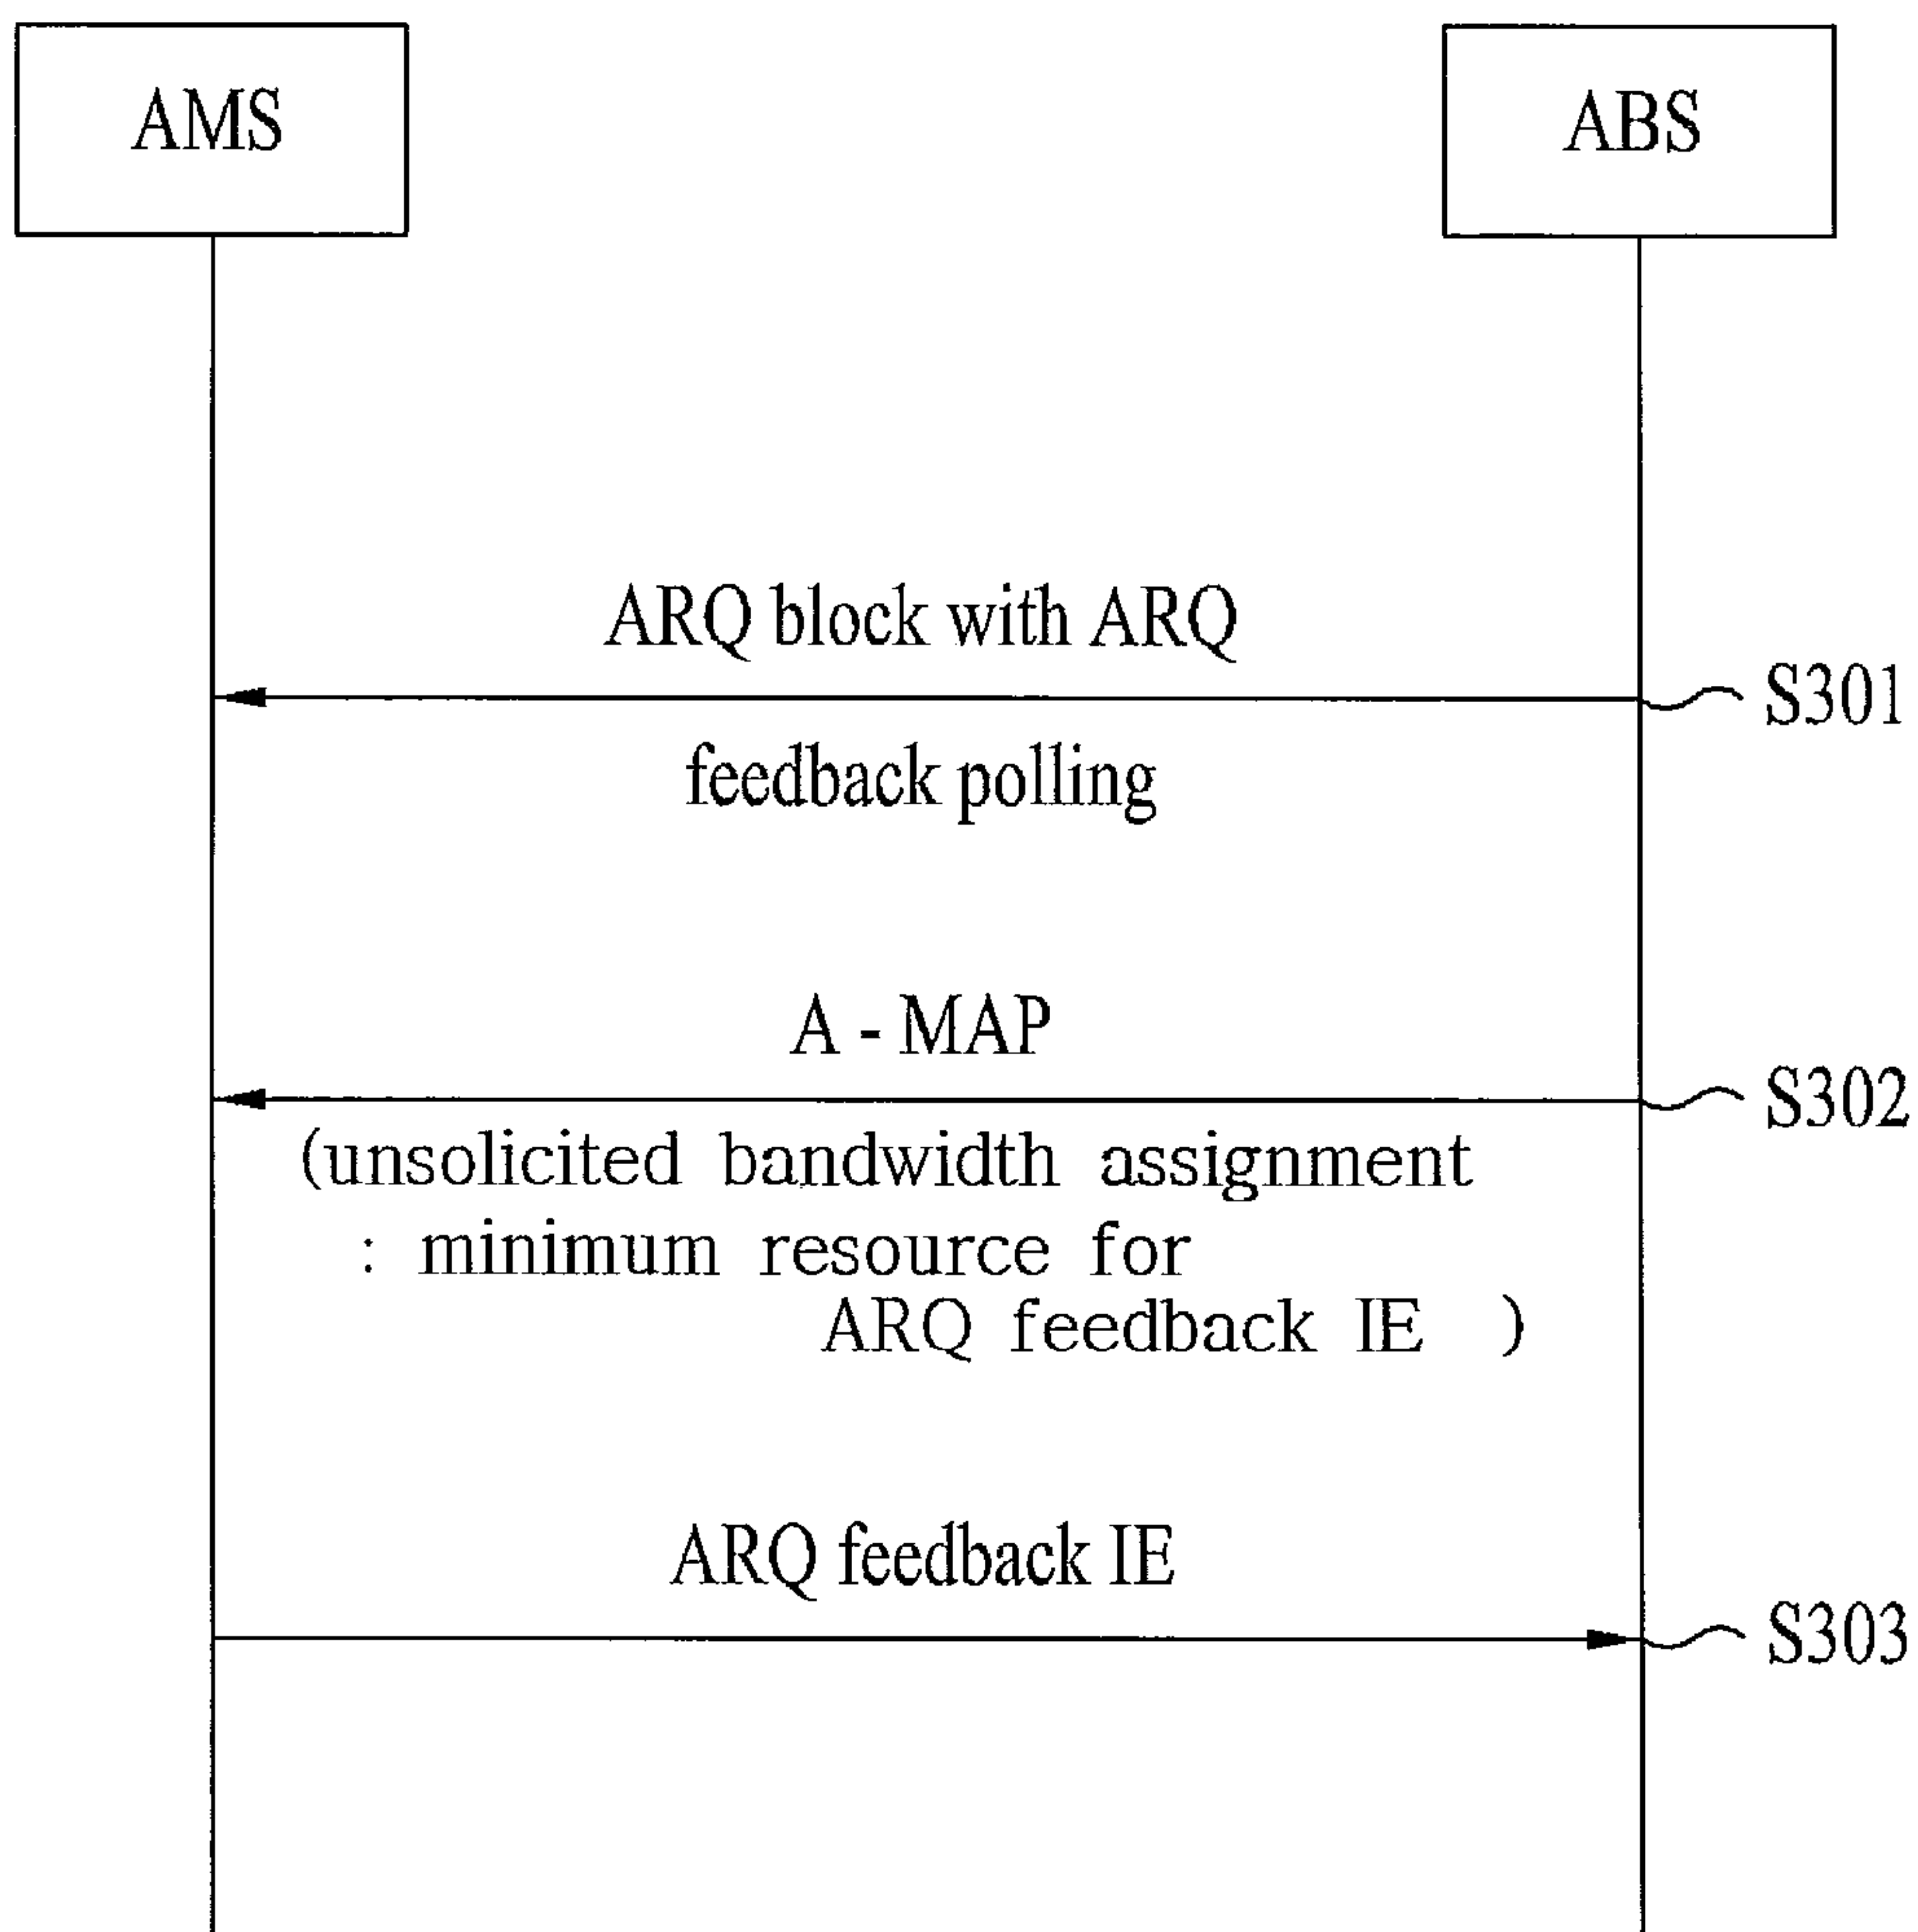 AMS
ABS
ARQ block with ARQ
S301
feedback polling
A - MAP
S302
(unsolicited bandwidth assignment
: minimum resource for
ARQ feedback IE )
ARQ feedback IE
S303